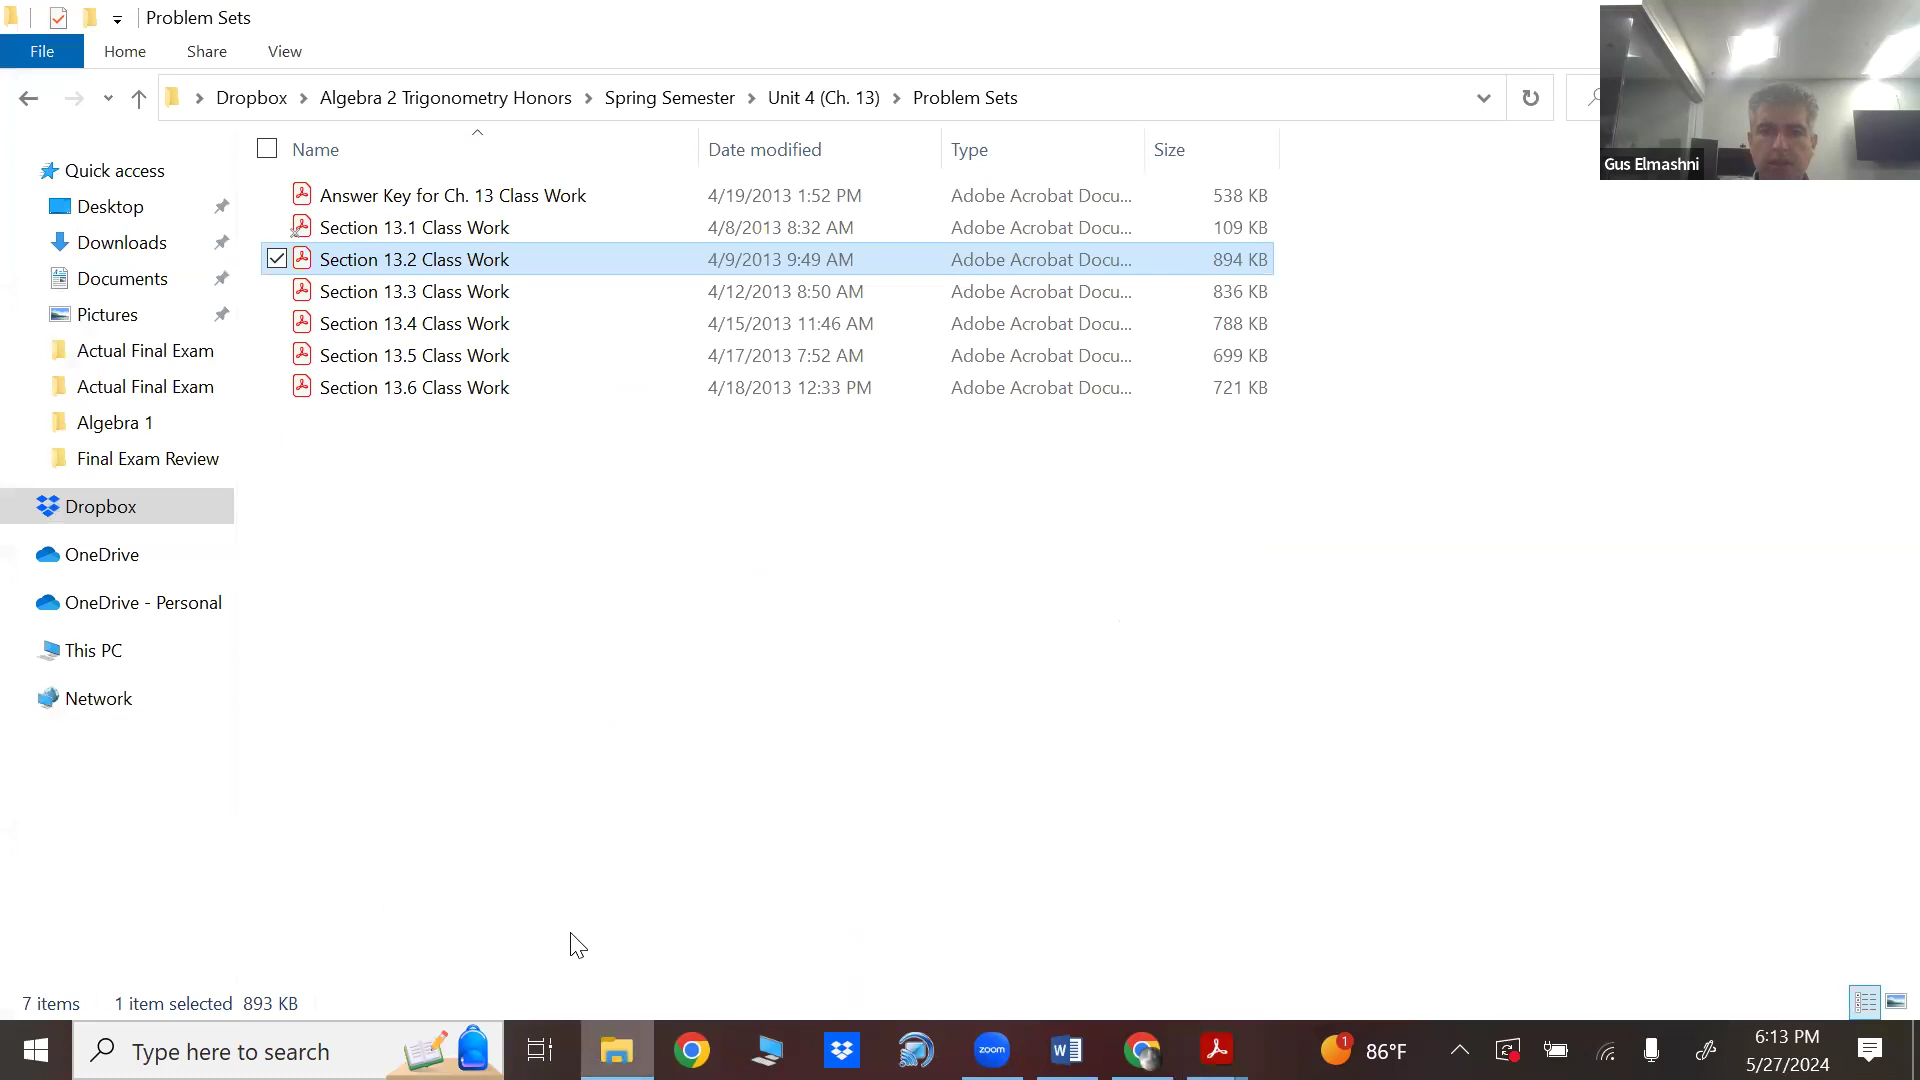 Problem Sets
File Home Share View
Dropbox Algebra 2 Trigonometry Honors Spring Semester Unit 4 (Ch. 13) Problem Sets
Gus Elmashni
Name Date modified Type Size
Answer Key for Ch. 13 Class Work 4/19/2013 1:52 PM Adobe Acrobat Docu... 538 KB
Section 13.1 Class Work 4/8/2013 8:32 AM Adobe Acrobat Docu... 109 KB
Section 13.2 Class Work 4/9/2013 9:49 AM Adobe Acrobat Docu... 894 KB
Section 13.3 Class Work 4/12/2013 8:50 AM Adobe Acrobat Docu... 836 KB
Section 13.4 Class Work 4/15/2013 11:46 AM Adobe Acrobat Docu... 788 KB
Section 13.5 Class Work 4/17/2013 7:52 AM Adobe Acrobat Docu... 699 KB
Section 13.6 Class Work 4/18/2013 12:33 PM Adobe Acrobat Docu... 721 KB
Quick access
Desktop
Downloads
Documents
Pictures
Actual Final Exam
Actual Final Exam
Algebra 1
Final Exam Review
Dropbox
OneDrive
OneDrive - Personal
This PC
Network
7 items 1 item selected 893 KB
Type here to search
zoom
1
86°F
6:13 PM
5/27/2024